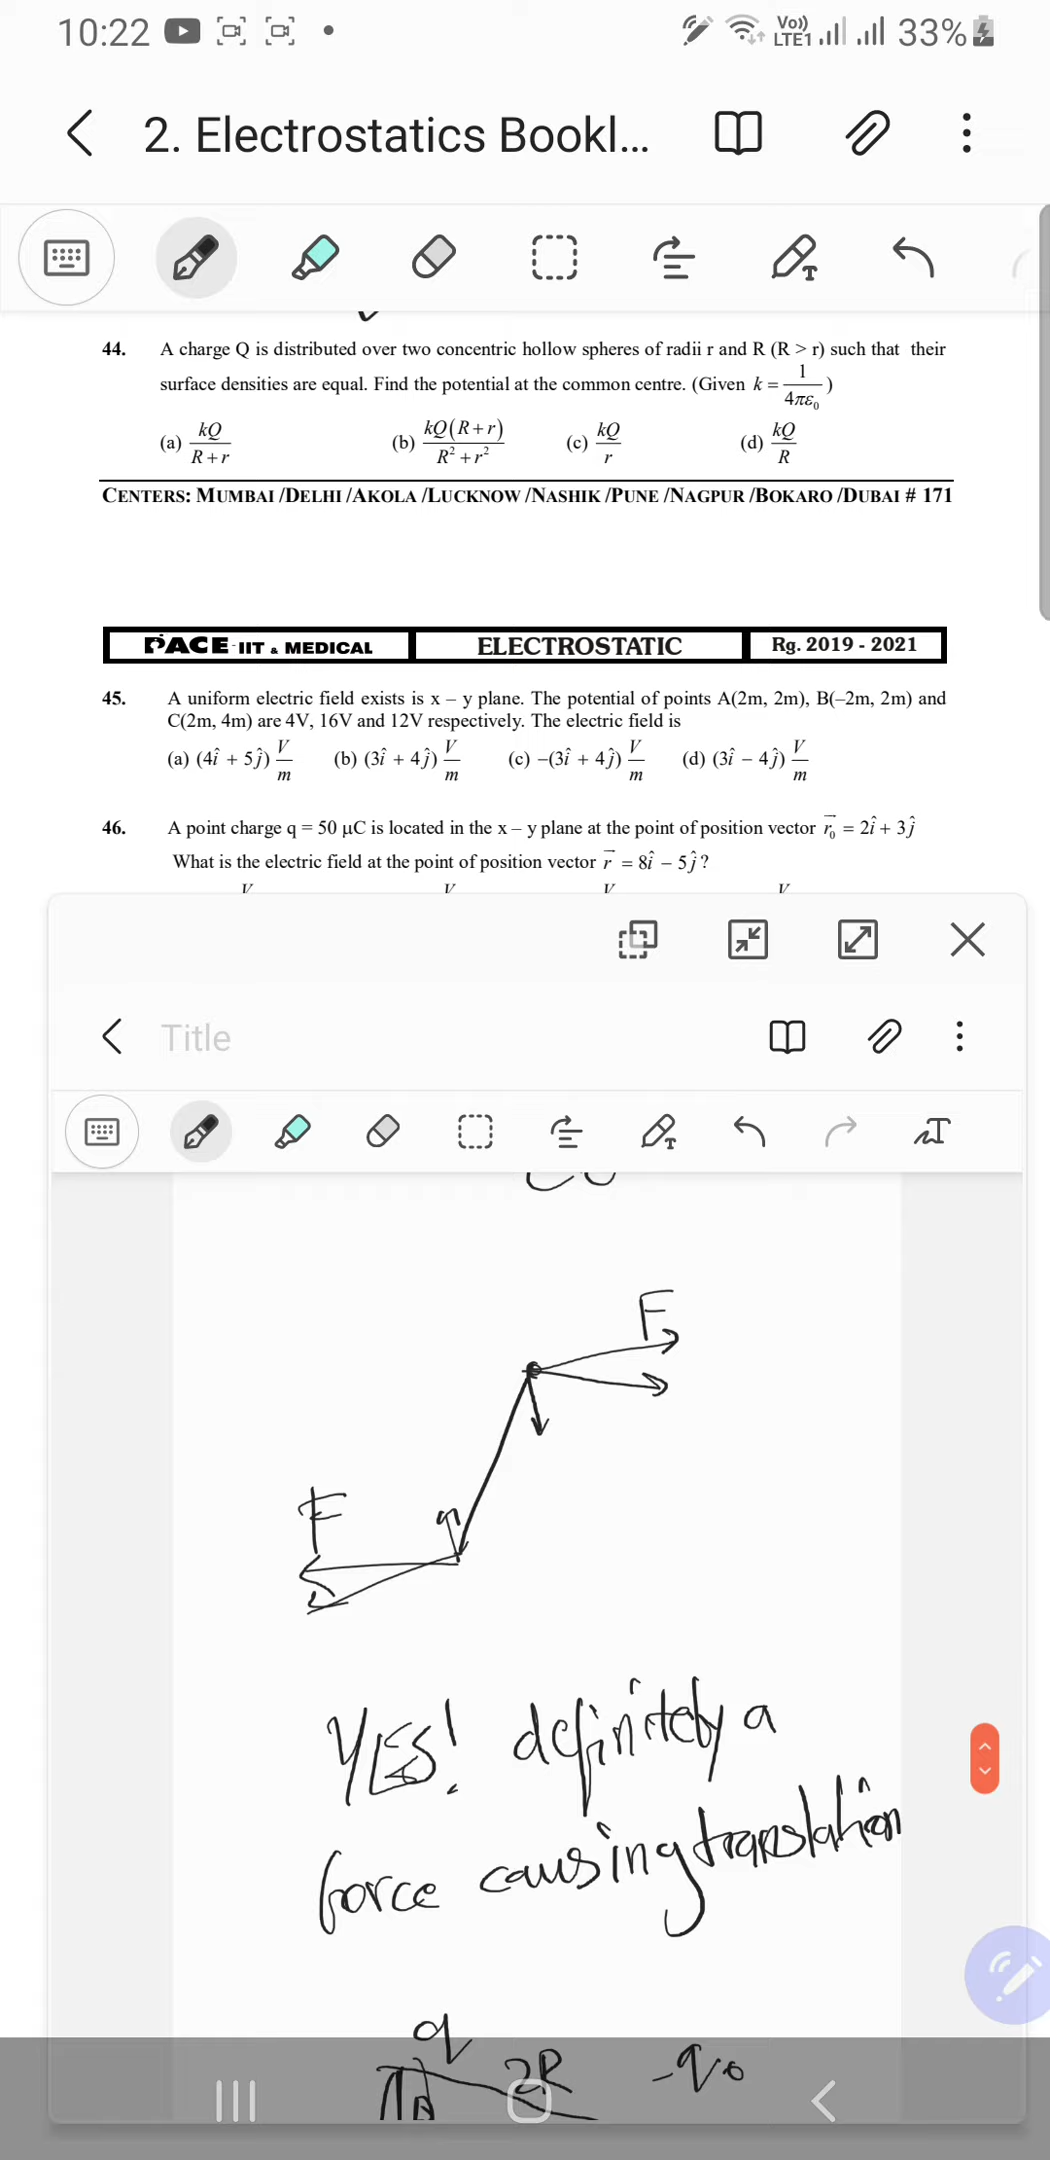 10:22
Vo)) LTE1 33%
2. Electrostatics Bookl...
44. A charge Q is distributed over two concentric hollow spheres of radii r and R (R > r) such that their
surface densities are equal. Find the potential at the common centre. (Given k = 1/4πε₀)
(a) kQ/R+r (b) kQ(R+r)/R²+r² (c) kQ/r (d) kQ/R
CENTERS: MUMBAI /DELHI /AKOLA /LUCKNOW /NASHIK /PUNE /NAGPUR /BOKARO /DUBAI # 171
PACE IIT & MEDICAL ELECTROSTATIC Rg. 2019 - 2021
45. A uniform electric field exists is x – y plane. The potential of points A(2m, 2m), B(–2m, 2m) and
C(2m, 4m) are 4V, 16V and 12V respectively. The electric field is
(a) (4î + 5ĵ) V/m (b) (3î + 4ĵ) V/m (c) –(3î + 4ĵ) V/m (d) (3î – 4ĵ) V/m
46. A point charge q = 50 μC is located in the x – y plane at the point of position vector r⃗₀ = 2î + 3ĵ
What is the electric field at the point of position vector r⃗ = 8î – 5ĵ?
V V V V
Title
F
F
YES! definitely a
force causing translation
q
2R -q₀